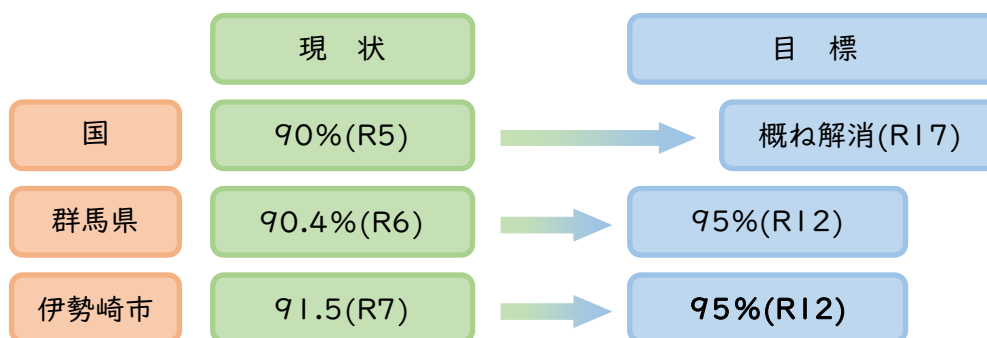 現　状 目　標
国 90%(R5) 概ね解消(R17)
群馬県 90.4%(R6) 95%(R12)
伊勢崎市 91.5(R7) 95%(R12)